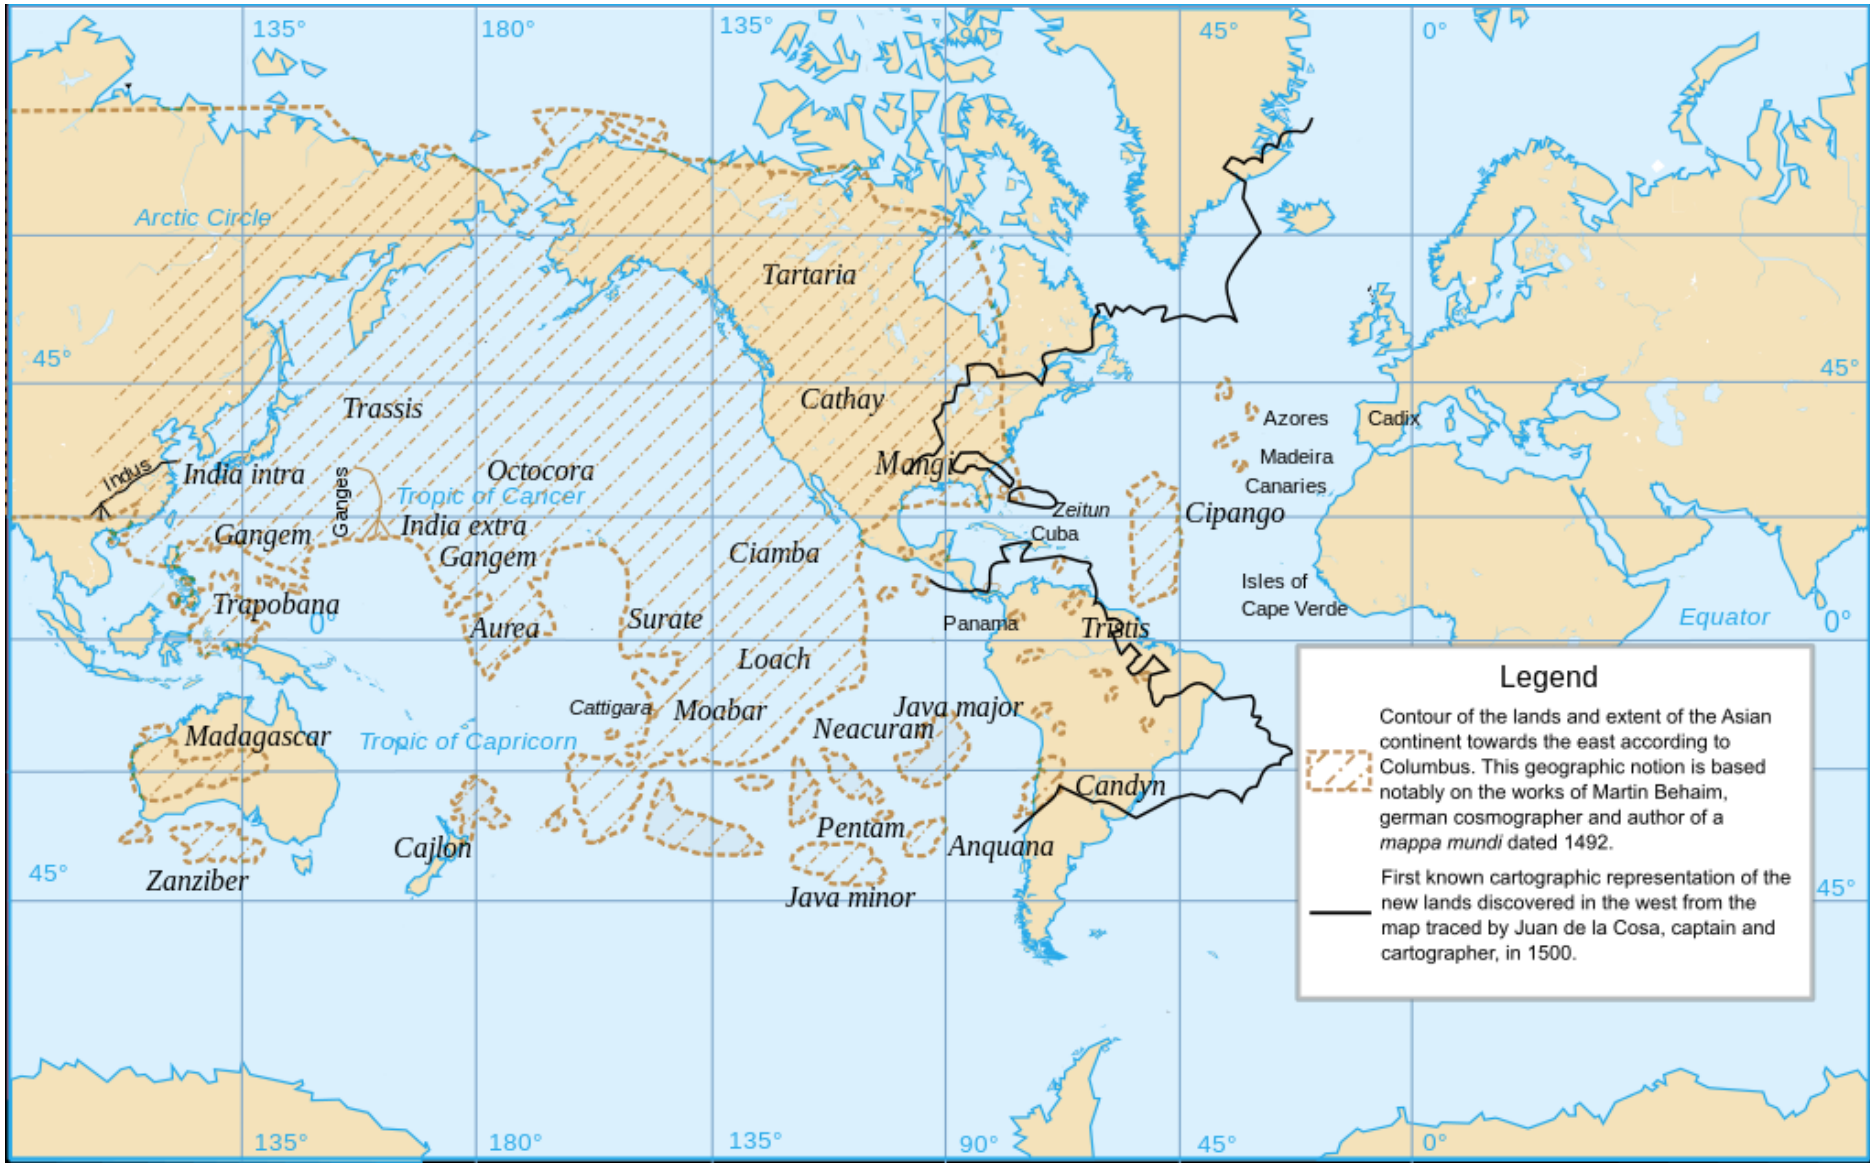 135°
180°
135°
90°
45°
0°
Arctic Circle
Tartaria
45°
45°
Cathay
Trassis
Azores
Cadix
Madeira
Mangi
Indus
India intra
Ganges
Octocora
Canaries
Tropic of Cancer
Zeitun
Cipango
India extra
Gangem
Cuba
Gangem
Ciamba
Isles of
Cape Verde
Trapobana
0°
Surate
Panama
Tristis
Aurea
Equator
0°
Loach
Cattigara
Moabar
Java major
Neacuram
Madagascar
Tropic of Capricorn
Candyn
Pentam
Cajlon
Anquana
45°
Zanziber
Java minor
45°
Legend
Contour of the lands and extent of the Asian
continent towards the east according to
Columbus. This geographic notion is based
notably on the works of Martin Behaim,
german cosmographer and author of a
mappa mundi dated 1492.
First known cartographic representation of the
new lands discovered in the west from the
map traced by Juan de la Cosa, captain and
cartographer, in 1500.
135°
180°
135°
90°
45°
0°